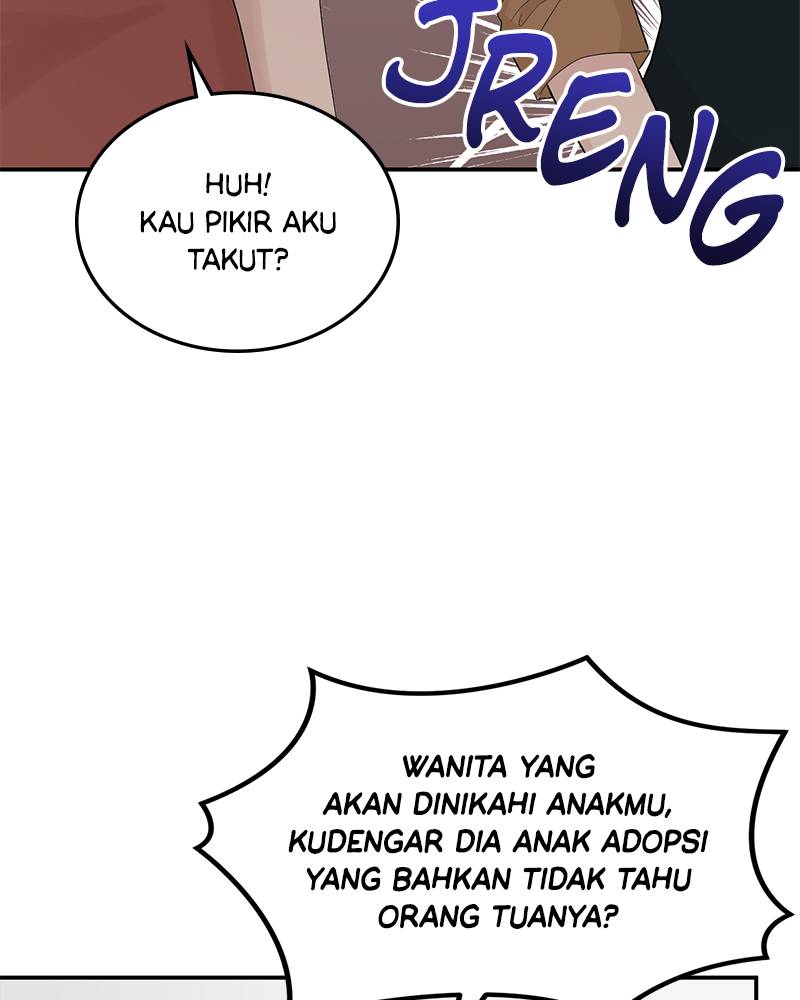 JRENG
HUH!
KAU PIKIR AKU
TAKUT?
WANITA YANG
AKAN DINIKAHI ANAKMU,
KUDENGAR DIA ANAK ADOPSI
YANG BAHKAN TIDAK TAHU
ORANG TUANYA?